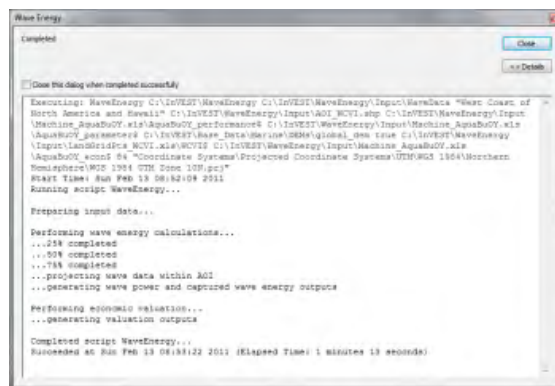 Wave Energy
Completed
Close
<< Details
Close this dialog when completed successfully
Executing: WaveEnergy C:\InVEST\WaveEnergy C:\InVEST\WaveEnergy\Input\WaveData "West Coast of
North America and Hawaii" C:\InVEST\WaveEnergy\Input\AOI_WCVI.shp C:\InVEST\WaveEnergy\Input
\Machine_AquaBuOY.xls\AquaBuOY_performance$ C:\InVEST\WaveEnergy\Input\Machine_AquaBuOY.xls
\AquaBuOY_parameter$ C:\InVEST\Base_Data\Marine\DEMs\global_dem true C:\InVEST\WaveEnergy
\Input\LandGridPts_WCVI.xls\WCVI$ C:\InVEST\WaveEnergy\Input\Machine_AquaBuOY.xls
\AquaBuOY_econ$ 24 "Coordinate Systems\Projected Coordinate Systems\UTM\WGS 1984\Northern
Hemisphere\WGS 1984 UTM Zone 10N.prj"
Start Time: Sun Feb 13 08:52:09 2011
Running script WaveEnergy...
Preparing input data...
Performing wave energy calculations...
...25% completed
...50% completed
...75% completed
...projecting wave data within AOI
...generating wave power and captured wave energy outputs
Performing economic valuation...
...generating valuation outputs
Completed script WaveEnergy...
Succeeded at Sun Feb 13 08:53:22 2011 (Elapsed Time: 1 minutes 13 seconds)